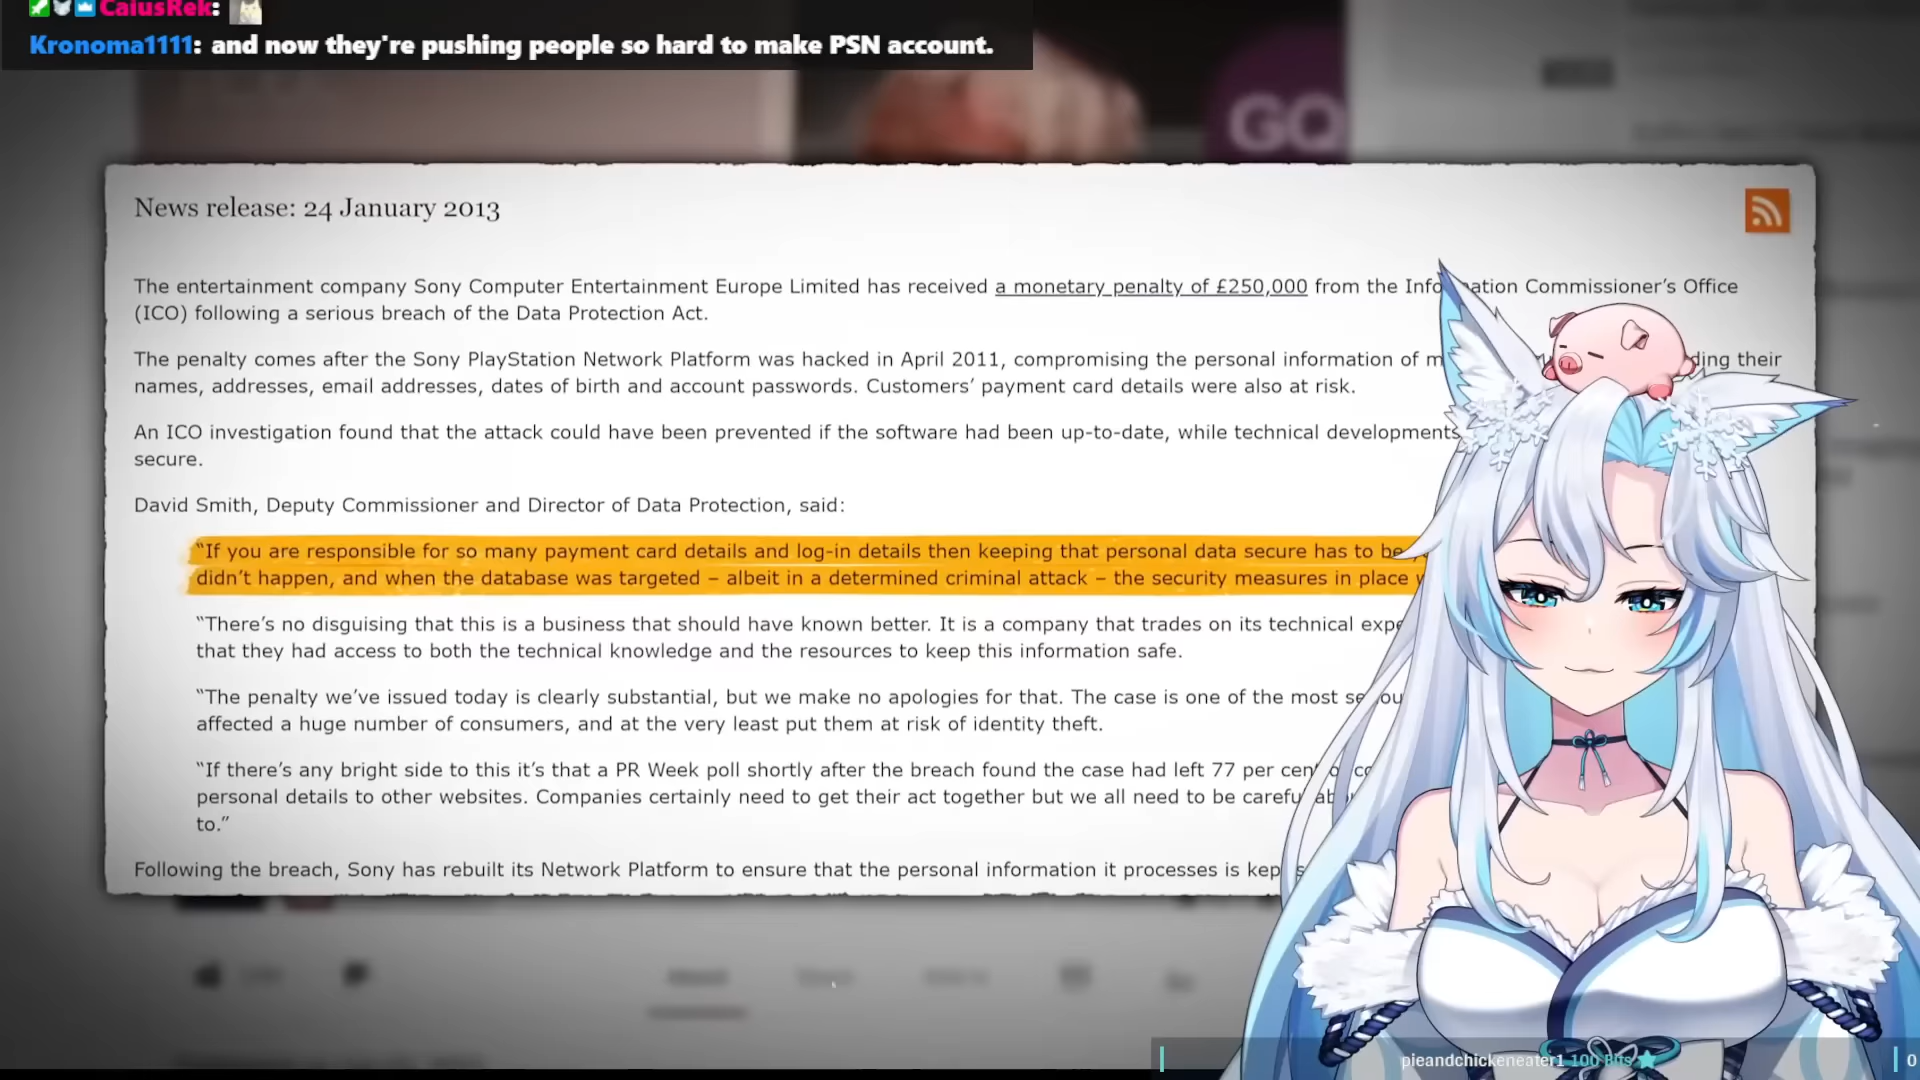 CaiusRek:
Kronoma1111: and now they're pushing people so hard to make PSN account.
GQ
News release: 24 January 2013
The entertainment company Sony Computer Entertainment Europe Limited has received a monetary penalty of £250,000 from the Information Commissioner's Office
(ICO) following a serious breach of the Data Protection Act.
The penalty comes after the Sony PlayStation Network Platform was hacked in April 2011, compromising the personal information of their
names, addresses, email addresses, dates of birth and account passwords. Customers' payment card details were also at risk.
An ICO investigation found that the attack could have been prevented if the software had been up-to-date, while technical developments
secure.
David Smith, Deputy Commissioner and Director of Data Protection, said:
“If you are responsible for so many payment card details and log-in details then keeping that personal data secure has to be
didn't happen, and when the database was targeted – albeit in a determined criminal attack – the security measures in place
“There's no disguising that this is a business that should have known better. It is a company that trades on its technical
that they had access to both the technical knowledge and the resources to keep this information safe.
“The penalty we've issued today is clearly substantial, but we make no apologies for that. The case is one of the most
affected a huge number of consumers, and at the very least put them at risk of identity theft.
“If there's any bright side to this it's that a PR Week poll shortly after the breach found the case had left 77 per cent
personal details to other websites. Companies certainly need to get their act together but we all need to be careful
to.”
Following the breach, Sony has rebuilt its Network Platform to ensure that the personal information it processes is
pieandchickeneater1 100 Bits
0